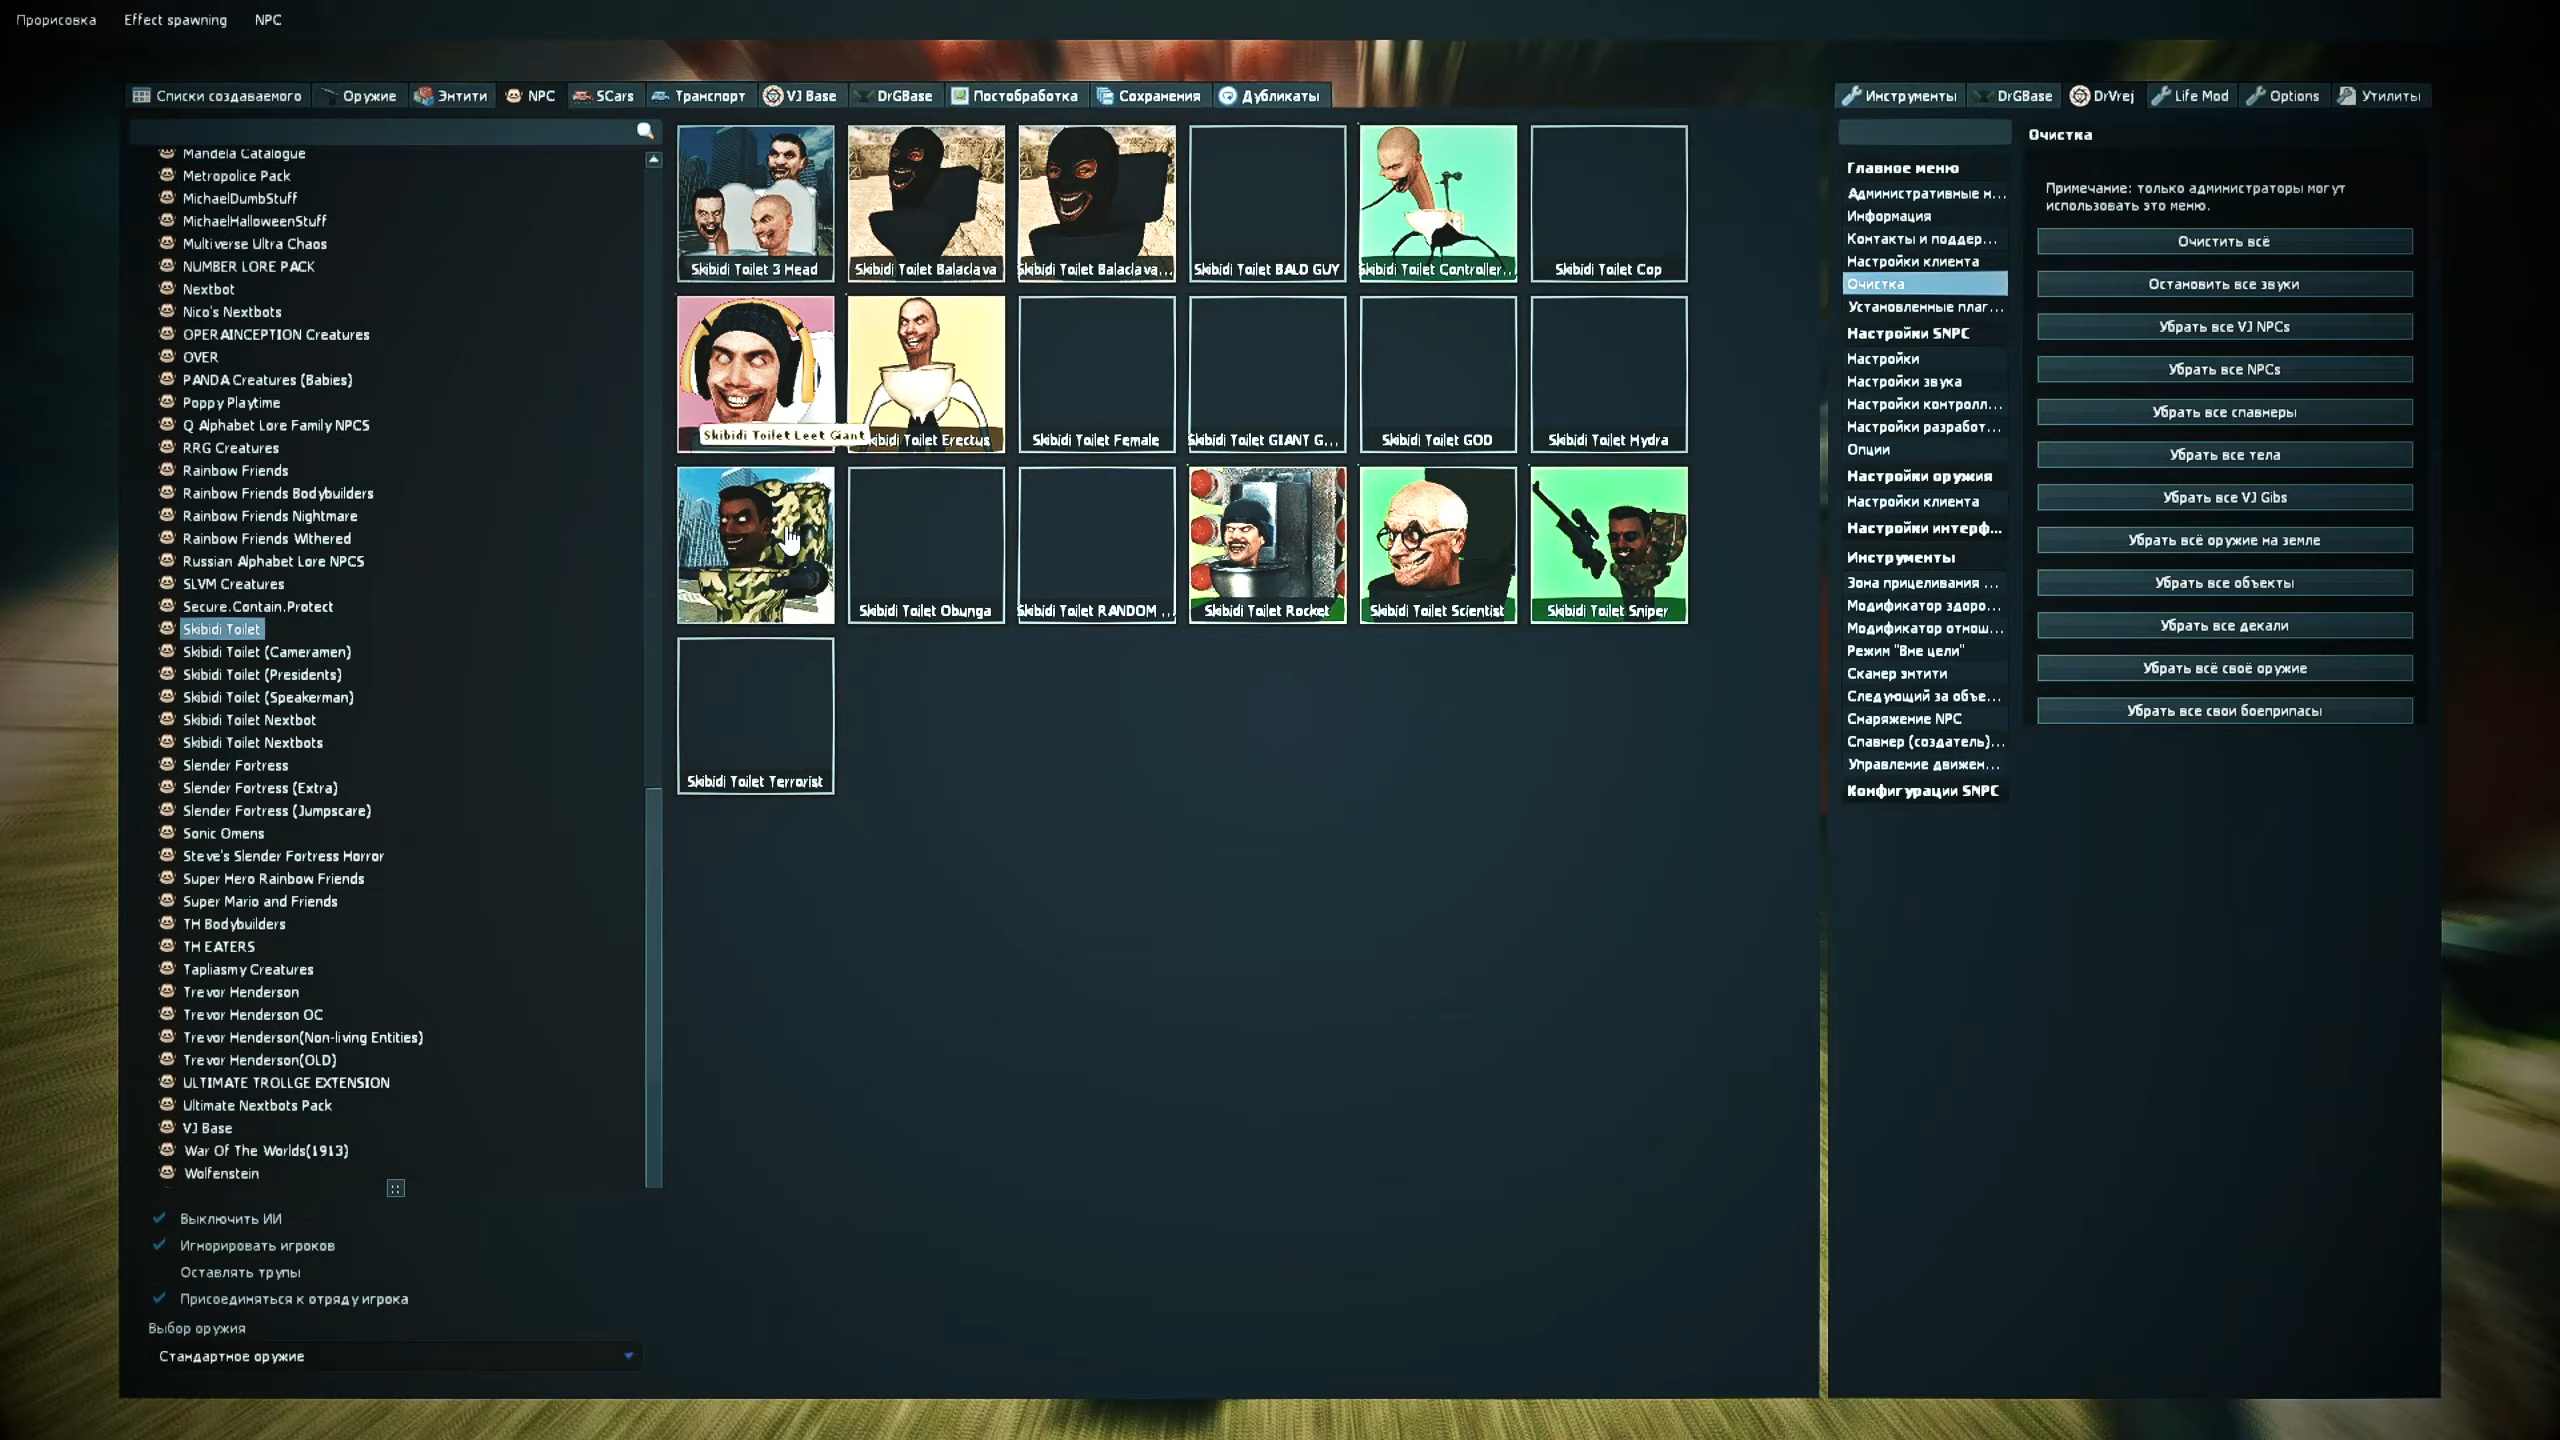 Прорисовка Effect spawning NPC
Списки создаваемого Оружие Энтити NPC SCars Транспорт VJ Base DrGBase Постобработка Сохранения Дубликаты
Mandela Catalogue
Metropolice Pack
MichaelDumbStuff
MichaelHalloweenStuff
Multiverse Ultra Chaos
NUMBER LORE PACK
Nextbot
Nico's Nextbots
OPERAINCEPTION Creatures
OVER
PANDA Creatures (Babies)
Poppy Playtime
Q Alphabet Lore Family NPCS
RRG Creatures
Rainbow Friends
Rainbow Friends Bodybuilders
Rainbow Friends Nightmare
Rainbow Friends Withered
Russian Alphabet Lore NPCS
SLVM Creatures
Secure.Contain.Protect
Skibidi Toilet
Skibidi Toilet (Cameramen)
Skibidi Toilet (Presidents)
Skibidi Toilet (Speakerman)
Skibidi Toilet Nextbot
Skibidi Toilet Nextbots
Slender Fortress
Slender Fortress (Extra)
Slender Fortress (Jumpscare)
Sonic Omens
Steve's Slender Fortress Horror
Super Hero Rainbow Friends
Super Mario and Friends
TH Bodybuilders
TH EATERS
Tapliasmy Creatures
Trevor Henderson
Trevor Henderson OC
Trevor Henderson(Non-living Entities)
Trevor Henderson(OLD)
ULTIMATE TROLLGE EXTENSION
Ultimate Nextbots Pack
VJ Base
War Of The Worlds(1913)
Wolfenstein
Выключить ИИ
Игнорировать игроков
Оставлять трупы
Присоединяться к отряду игрока
Выбор оружия
Стандартное оружие
Skibidi Toilet 3 Head
Skibidi Toilet Balaclava
Skibidi Toilet Balaclava...
Skibidi Toilet BALD GUY
Skibidi Toilet Controller...
Skibidi Toilet Cop
Skibidi Toilet Leet Giant
Skibidi Toilet Erectus
Skibidi Toilet Female
Skibidi Toilet GIANT G...
Skibidi Toilet GOD
Skibidi Toilet Hydra
Skibidi Toilet Obunga
Skibidi Toilet RANDOM ...
Skibidi Toilet Rocket
Skibidi Toilet Scientist
Skibidi Toilet Sniper
Skibidi Toilet Terrorist
Инструменты DrGBase DrVrej Life Mod Options Утилиты
Главное меню
Административные н...
Информация
Контакты и поддер...
Настройки клиента
Очистка
Установленные плаг...
Настройки SNPC
Настройки
Настройки звука
Настройки контролл...
Настройки разработ...
Опции
Настройки оружия
Настройки клиента
Настройки интерф...
Инструменты
Зона прицеливания ...
Модификатор здоро...
Модификатор отнош...
Режим "Вне цели"
Сканер энтити
Следующий за объе...
Снаряжение NPC
Спавнер (создатель)...
Управление движен...
Конфигурации SNPC
Очистка
Примечание: только администраторы могут
использовать это меню.
Очистить всё
Остановить все звуки
Убрать все VJ NPCs
Убрать все NPCs
Убрать все спавнеры
Убрать все тела
Убрать все VJ Gibs
Убрать всё оружие на земле
Убрать все объекты
Убрать все декали
Убрать всё своё оружие
Убрать все свои боеприпасы